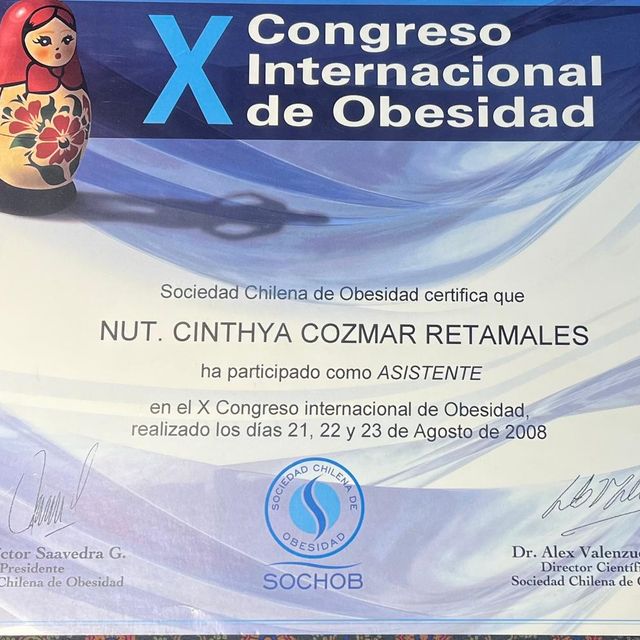 X Congreso
Internacional
de Obesidad
Sociedad Chilena de Obesidad certifica que
NUT. CINTHYA COZMAR RETAMALES
ha participado como ASISTENTE
en el X Congreso internacional de Obesidad,
realizado los días 21, 22 y 23 de Agosto de 2008
SOCIEDAD CHILENA DE
OBESIDAD
SOCHOB
Saavedra G.
Presidente
Chilena de Obesidad
Dr. Alex
Director
Sociedad Chilena de